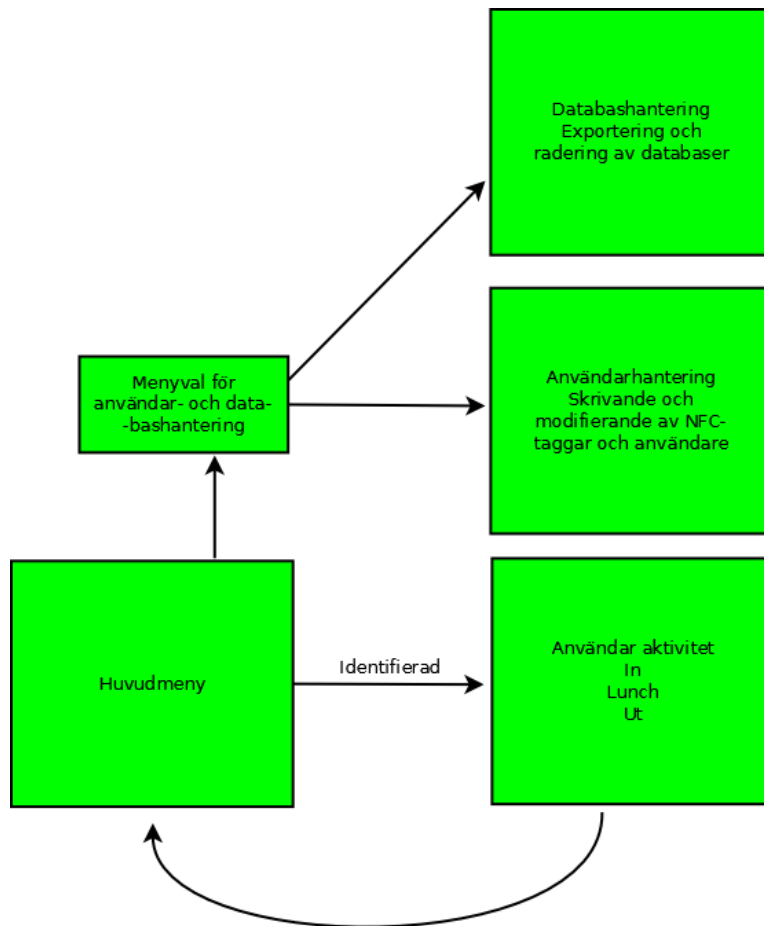 Databashantering
Exportering och
radering av databaser
Menyval för
användar- och data-
-bashantering
Användarhantering
Skrivande och
modifierande av NFC-
taggar och användare
Huvudmeny
Identifierad
Användar aktivitet
In
Lunch
Ut